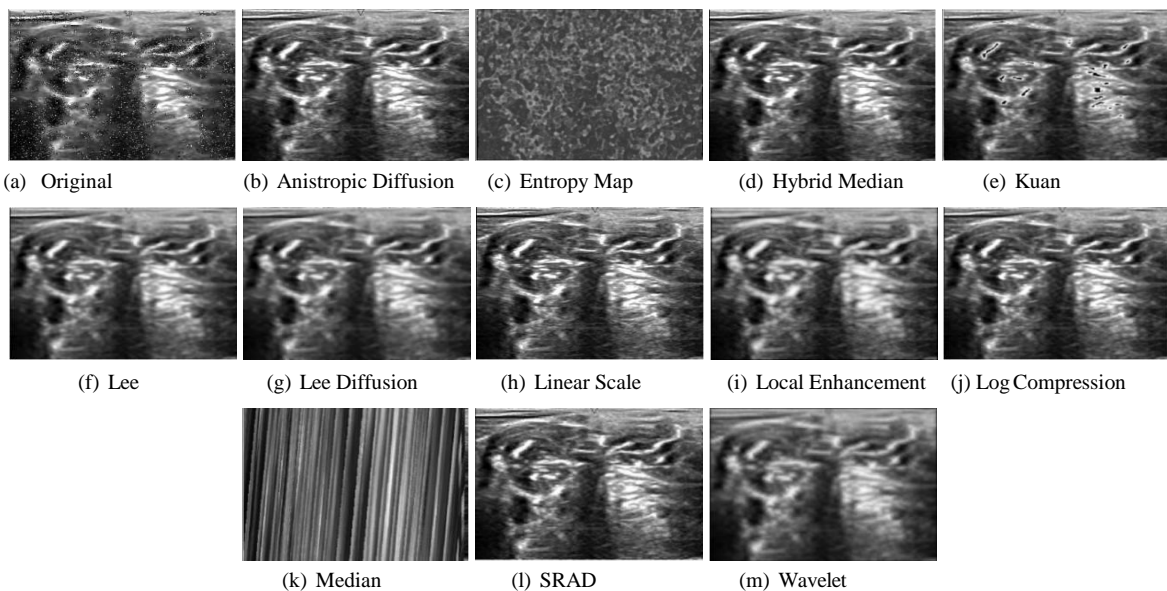 (a) Original
(b) Anistropic Diffusion
(c) Entropy Map
(d) Hybrid Median
(e) Kuan
(f) Lee
(g) Lee Diffusion
(h) Linear Scale
(i) Local Enhancement
(j) Log Compression
(k) Median
(l) SRAD
(m) Wavelet